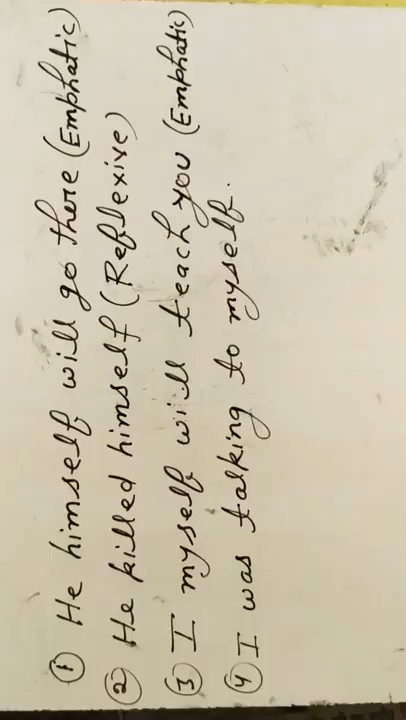 ① He himself will go there (Emphatic)
② He killed himself (Reflexive)
③ I myself will teach you (Emphatic)
④ I was talking to myself.